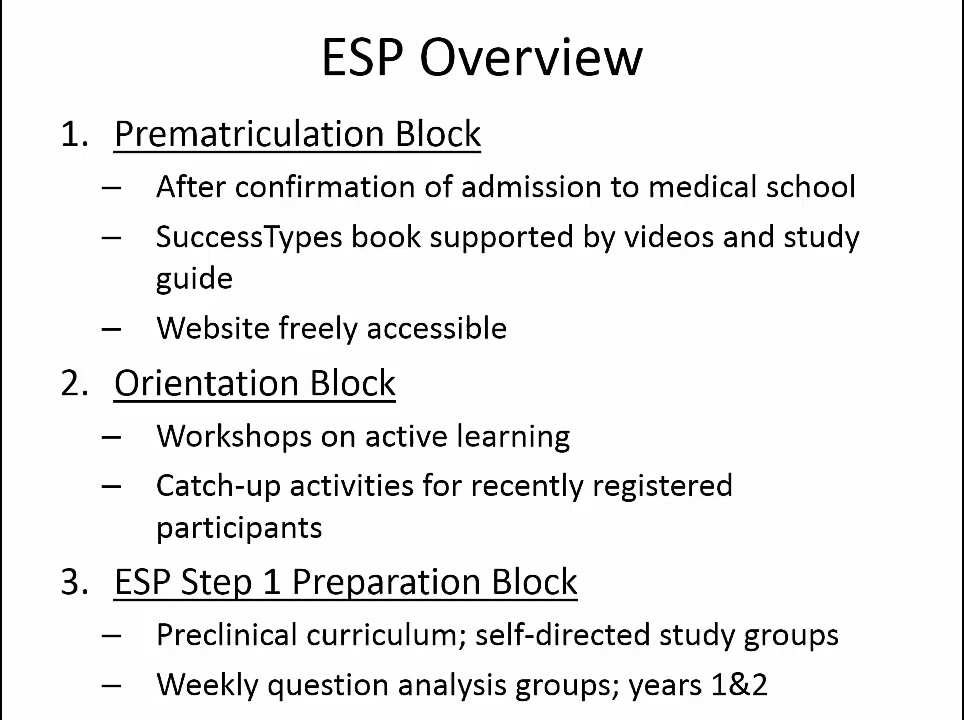 ESP Overview
1. Prematriculation Block
– After confirmation of admission to medical school
– SuccessTypes book supported by videos and study
guide
– Website freely accessible
2. Orientation Block
– Workshops on active learning
– Catch-up activities for recently registered
participants
3. ESP Step 1 Preparation Block
– Preclinical curriculum; self-directed study groups
– Weekly question analysis groups; years 1&2